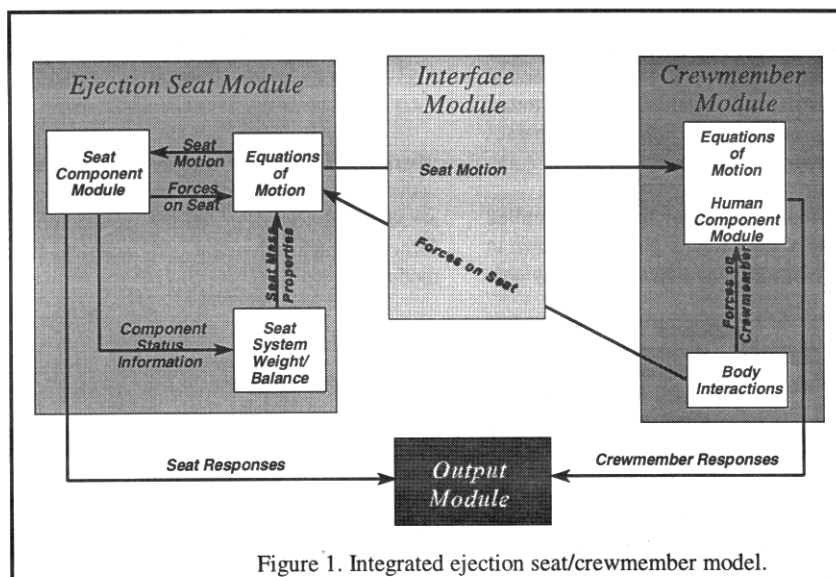 Ejection Seat Module
Seat
Component
Module
Seat
Motion
Forces
on Seat
Equations
of
Motion
Seat Mass
Properties
Component
Status
Information
Seat
System
Weight/
Balance
Interface
Module
Seat Motion
Forces on Seat
Crewmember
Module
Equations
of
Motion
Human
Component
Module
Forces on
Crewmember
Body
Interactions
Seat Responses
Output
Module
Crewmember Responses
Figure 1. Integrated ejection seat/crewmember model.